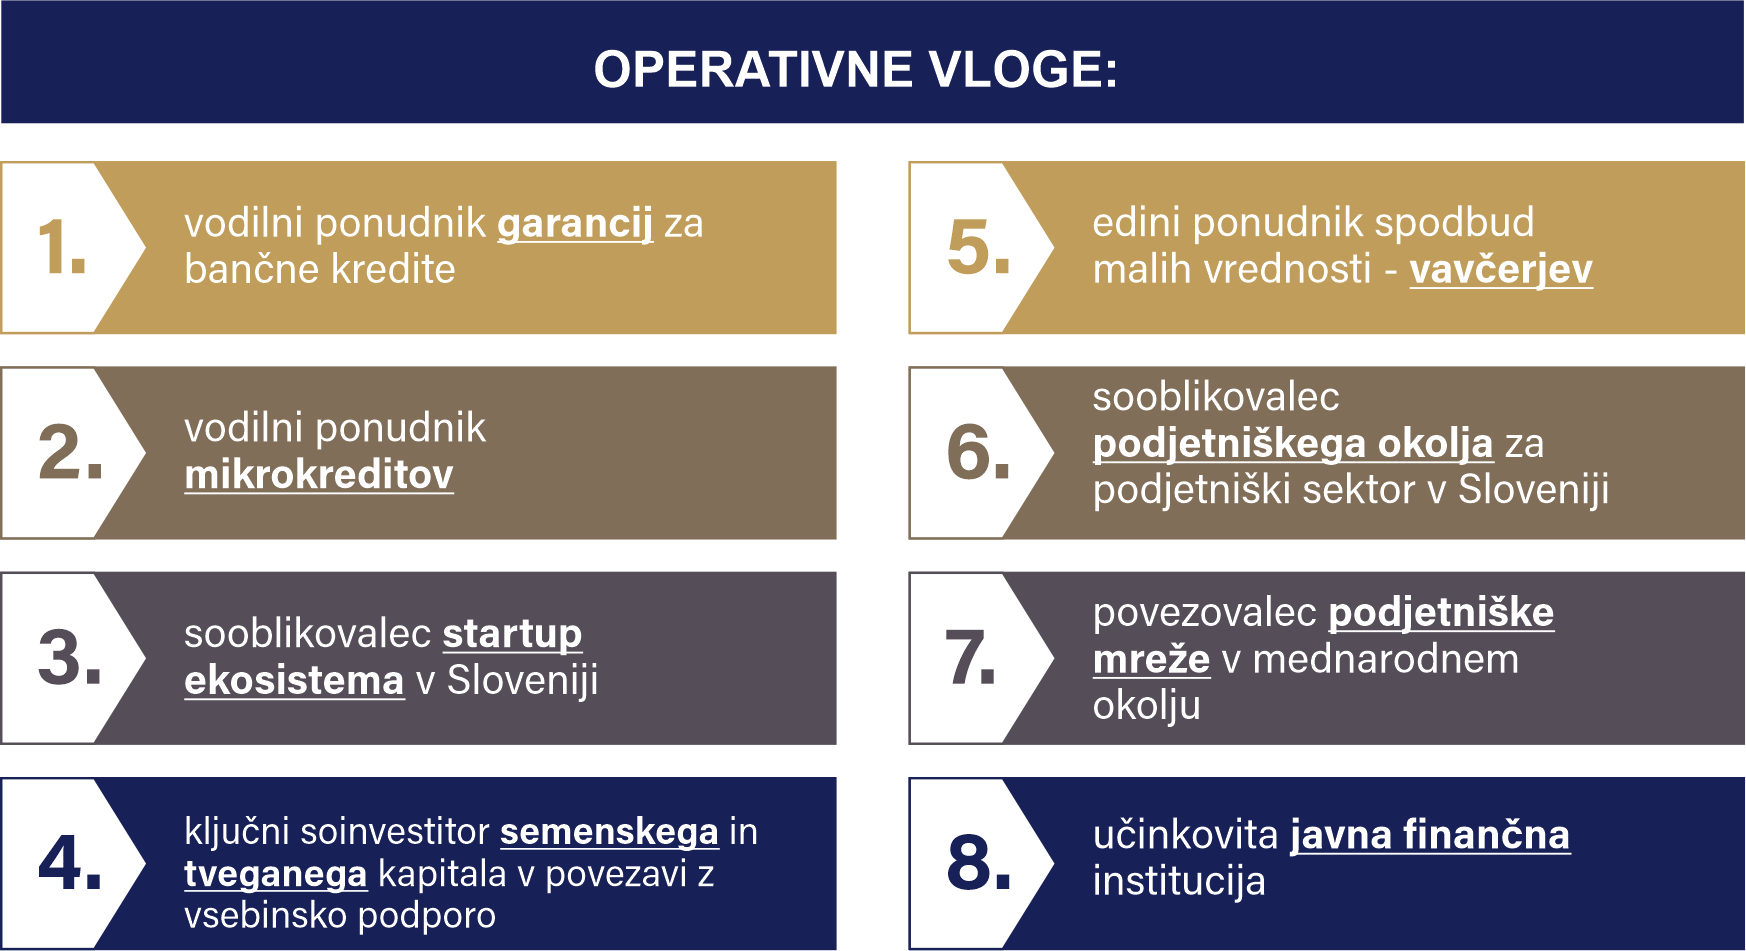 OPERATIVNE VLOGE:
1.
vodilni ponudnik garancij za
bančne kredite
2.
vodilni ponudnik
mikrokreditov
3.
sooblikovalec startup
ekosistema v Sloveniji
4.
ključni soinvestitor semenskega in
tveganega kapitala v povezavi z
vsebinsko podporo
5.
edini ponudnik spodbud
malih vrednosti - vavčerjev
6.
sooblikovalec
podjetniškega okolja za
podjetniški sektor v Sloveniji
7.
povezovalec podjetniške
mreže v mednarodnem
okolju
8.
učinkovita javna finančna
institucija